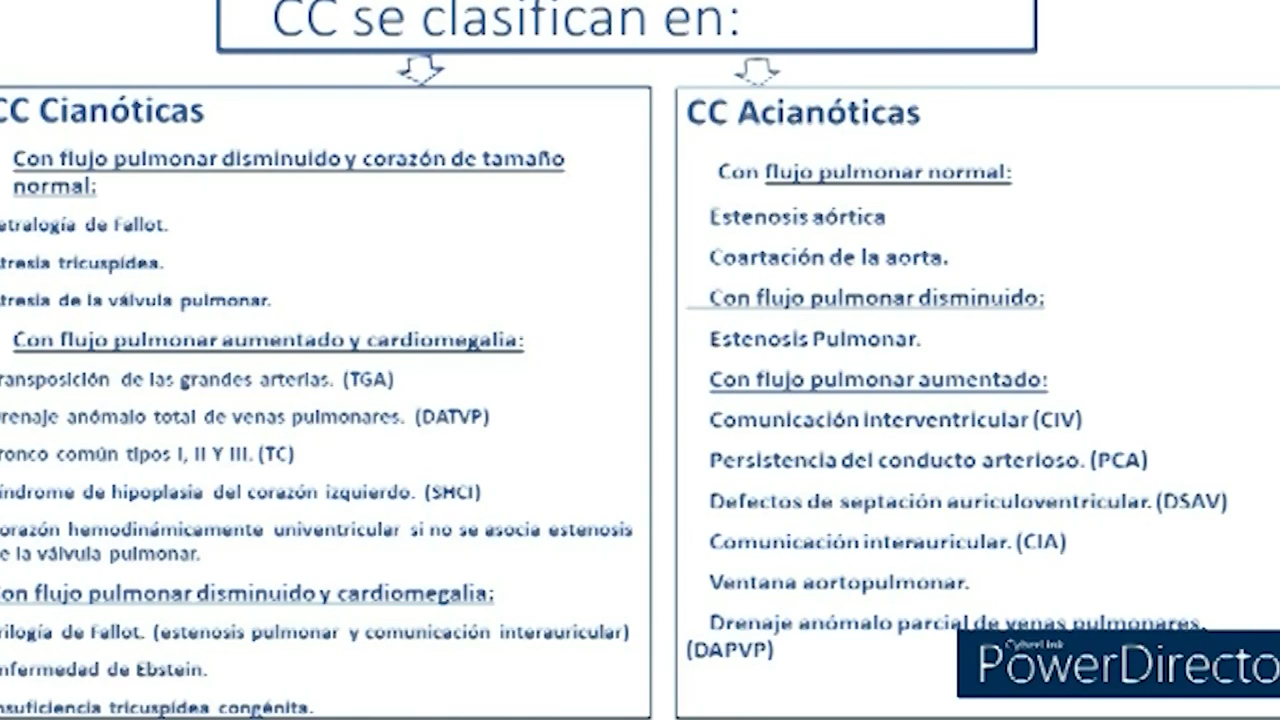 CC se clasifican en:
CC Cianóticas
Con flujo pulmonar disminuido y corazón de tamaño
normal:
etralogía de Fallot.
tresia tricuspídea.
tresia de la válvula pulmonar.
Con flujo pulmonar aumentado y cardiomegalia:
ransposición de las grandes arterias. (TGA)
renaje anómalo total de venas pulmonares. (DATVP)
ronco común tipos I, II Y III. (TC)
índrome de hipoplasia del corazón izquierdo. (SHCI)
orazón hemodinámicamente univentricular si no se asocia estenosis
e la válvula pulmonar.
on flujo pulmonar disminuido y cardiomegalia:
rilogía de Fallot. (estenosis pulmonar y comunicación interauricular)
nfermedad de Ebstein.
nsuficiencia tricuspídea congénita.
CC Acianóticas
Con flujo pulmonar normal:
Estenosis aórtica
Coartación de la aorta.
Con flujo pulmonar disminuido:
Estenosis Pulmonar.
Con flujo pulmonar aumentado:
Comunicación interventricular (CIV)
Persistencia del conducto arterioso. (PCA)
Defectos de septación auriculoventricular. (DSAV)
Comunicación interauricular. (CIA)
Ventana aortopulmonar.
Drenaje anómalo parcial de venas pulmonares.
(DAPVP)
CyberLink
PowerDirecto